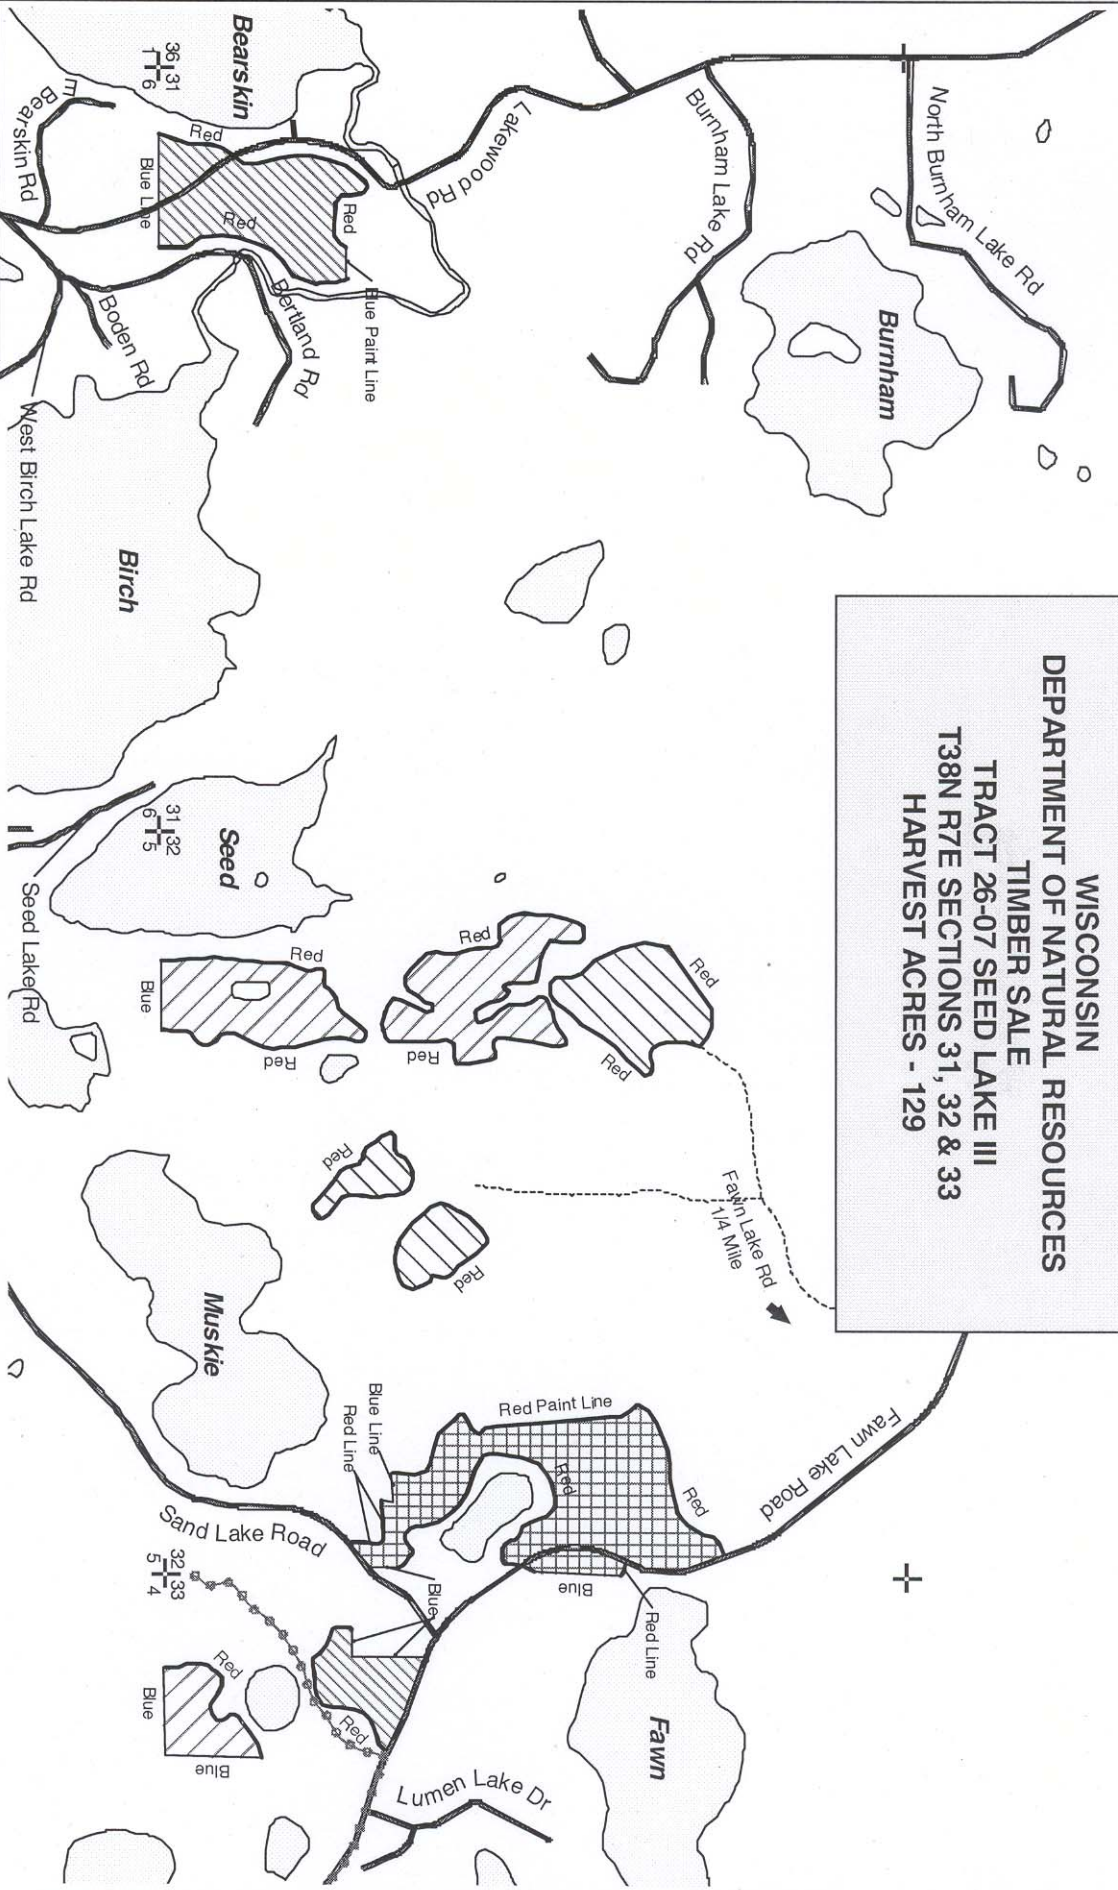 WISCONSIN
DEPARTMENT OF NATURAL RESOURCES
TIMBER SALE
TRACT 26-07 SEED LAKE III
T38N R7E SECTIONS 31, 32 & 33
HARVEST ACRES - 129
North Burnham Lake Rd
Burnham Lake Rd
Burnham
Lakewood Rd
Bearskin
36 31
1 6
E Bearskin Rd
Red
Blue Line
Red
Red
Blue Paint Line
Bertland Rd
Boden Rd
West Birch Lake Rd
Birch
Seed
31 32
6 5
Seed Lake Rd
Red
Red
Red
Red
Red
Red
Blue
Red
Fawn Lake Rd
1/4 Mile
Red
Red
Muskie
Fawn Lake Road
Red Paint Line
Red
Red
Blue Line
Red Line
Blue
Red Line
Blue
Sand Lake Road
32 33
5 4
Fawn
Red
Red
Blue
Blue
Lumen Lake Dr